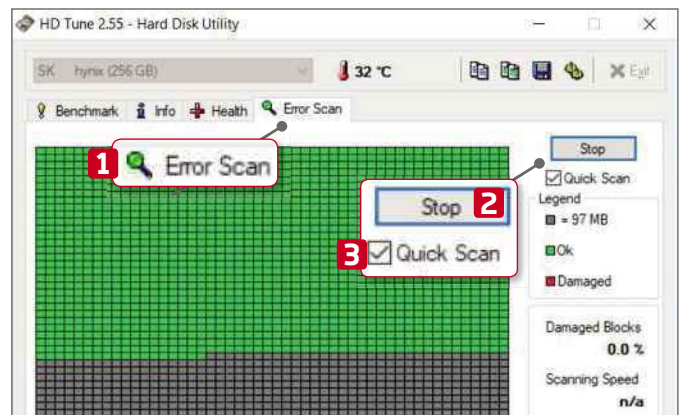 HD Tune 2.55 - Hard Disk Utility
SK hynix (256 GB)
32 °C
Exit
Benchmark
Info
Health
Error Scan
1 Error Scan
Stop
Quick Scan
Stop 2
3 Quick Scan
Legend
= 97 MB
Ok
Damaged
Damaged Blocks
0.0 %
Scanning Speed
n/a